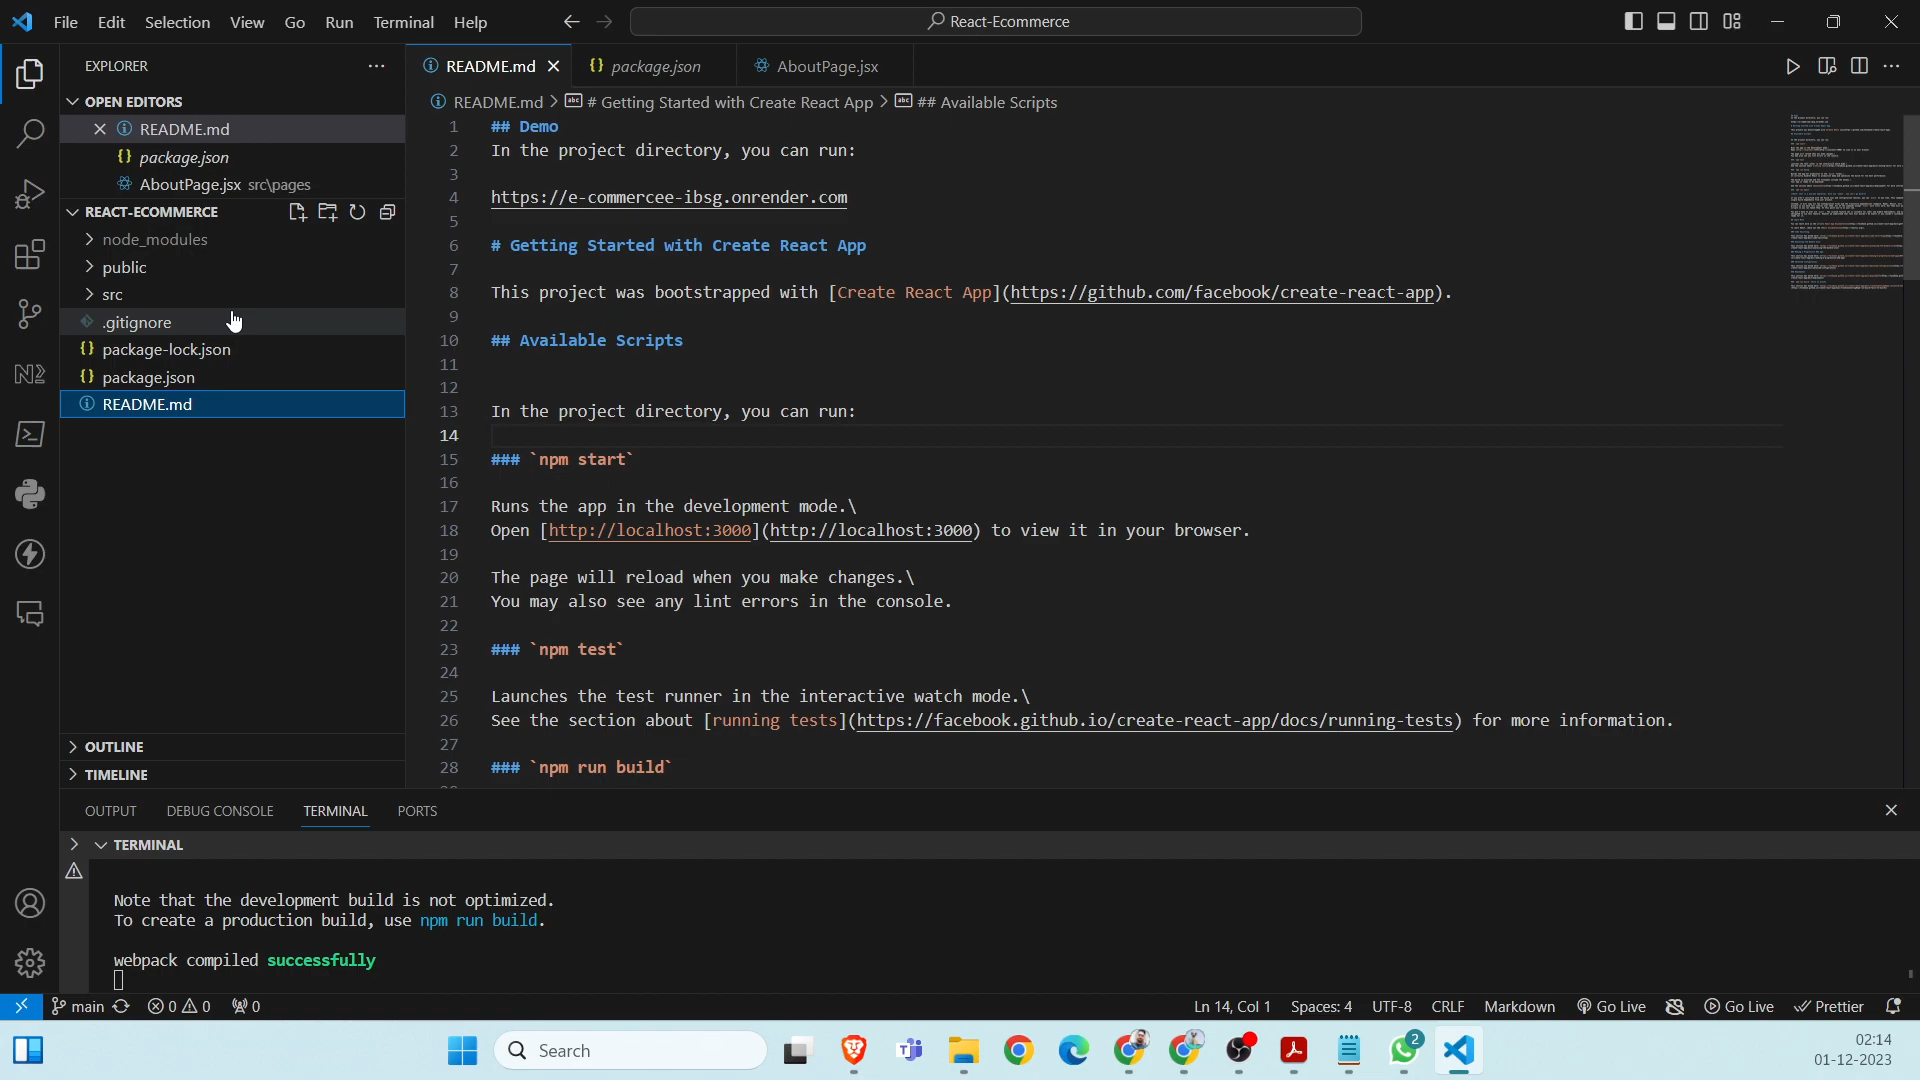 File Edit Selection View Go Run Terminal Help
React-Ecommerce
EXPLORER
OPEN EDITORS
README.md
package.json
AboutPage.jsx src\pages
REACT-ECOMMERCE
node_modules
public
src
.gitignore
package-lock.json
package.json
README.md
OUTLINE
TIMELINE
README.md
package.json
AboutPage.jsx
README.md > # Getting Started with Create React App > ## Available Scripts
1 ## Demo
2 In the project directory, you can run:
3
4 https://e-commercee-ibsg.onrender.com
5
6 # Getting Started with Create React App
7
8 This project was bootstrapped with [Create React App](https://github.com/facebook/create-react-app).
9
10 ## Available Scripts
11
12
13 In the project directory, you can run:
14
15 ### `npm start`
16
17 Runs the app in the development mode.\
18 Open [http://localhost:3000](http://localhost:3000) to view it in your browser.
19
20 The page will reload when you make changes.\
21 You may also see any lint errors in the console.
22
23 ### `npm test`
24
25 Launches the test runner in the interactive watch mode.\
26 See the section about [running tests](https://facebook.github.io/create-react-app/docs/running-tests) for more information.
27
28 ### `npm run build`
OUTPUT DEBUG CONSOLE TERMINAL PORTS
TERMINAL
Note that the development build is not optimized.
To create a production build, use npm run build.
webpack compiled successfully
main 0 0 0 Ln 14, Col 1 Spaces: 4 UTF-8 CRLF Markdown Go Live Go Live Prettier
Search
2
02:14
01-12-2023